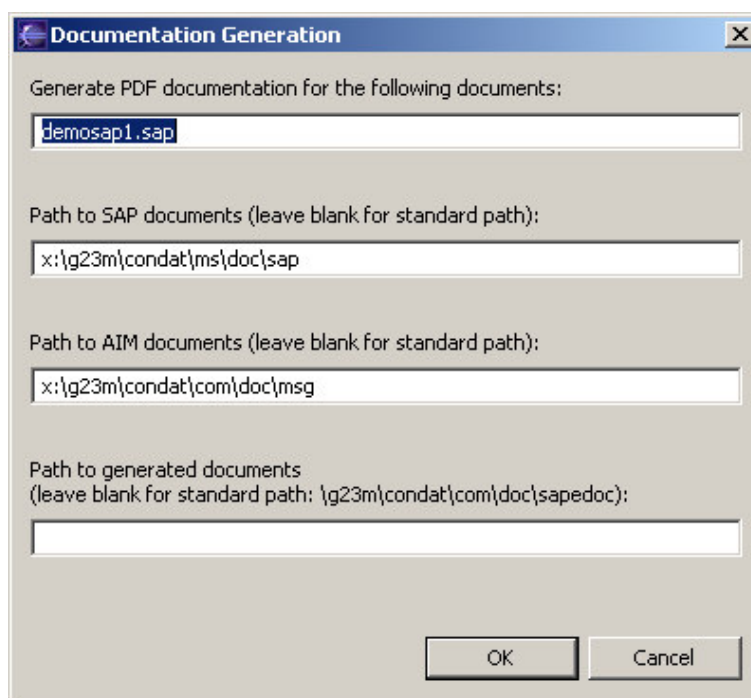 Documentation Generation
Generate PDF documentation for the following documents:
demosap1.sap
Path to SAP documents (leave blank for standard path):
x:\g23m\condat\ms\doc\sap
Path to AIM documents (leave blank for standard path):
x:\g23m\condat\com\doc\msg
Path to generated documents
(leave blank for standard path: \g23m\condat\com\doc\sapedoc):
OK
Cancel